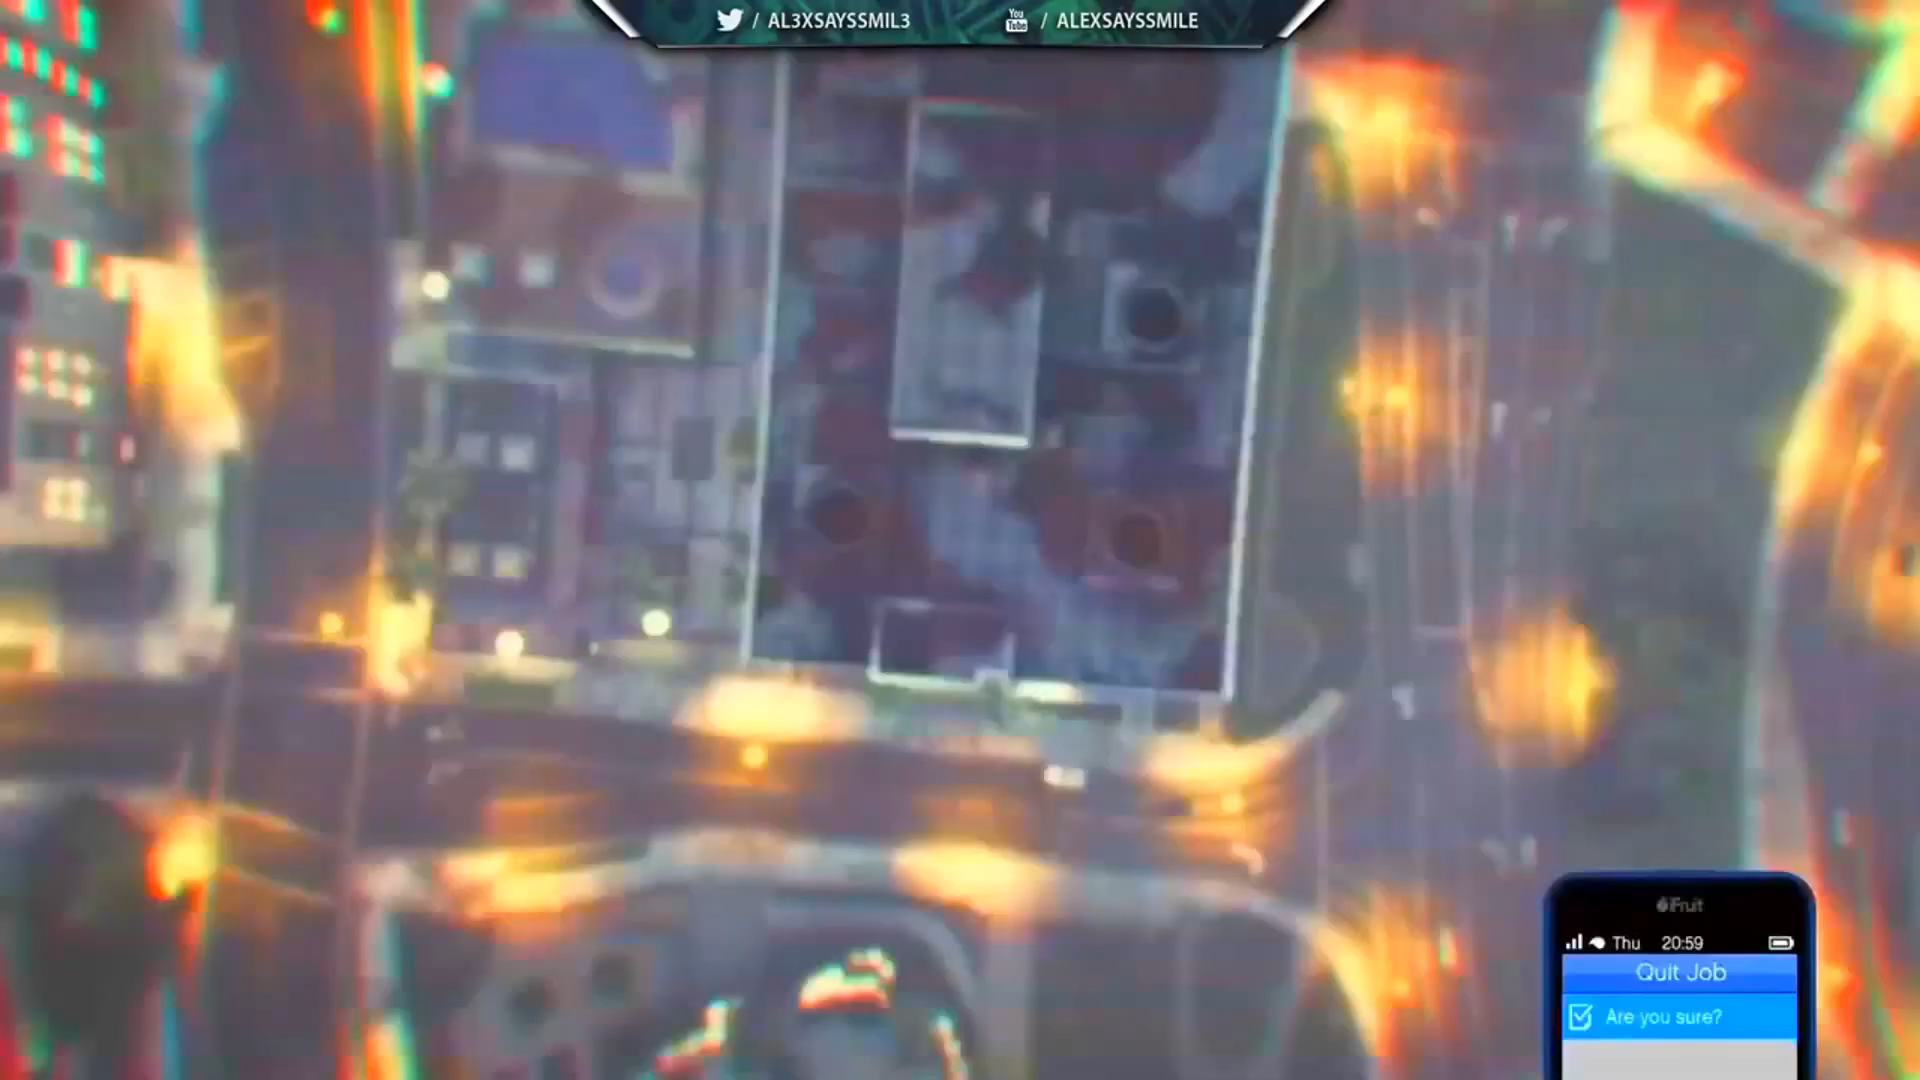 / AL3XSAYSSMIL3
You Tube / ALEXSAYSSMILE
iFruit
Thu 20:59
Quit Job
Are you sure?